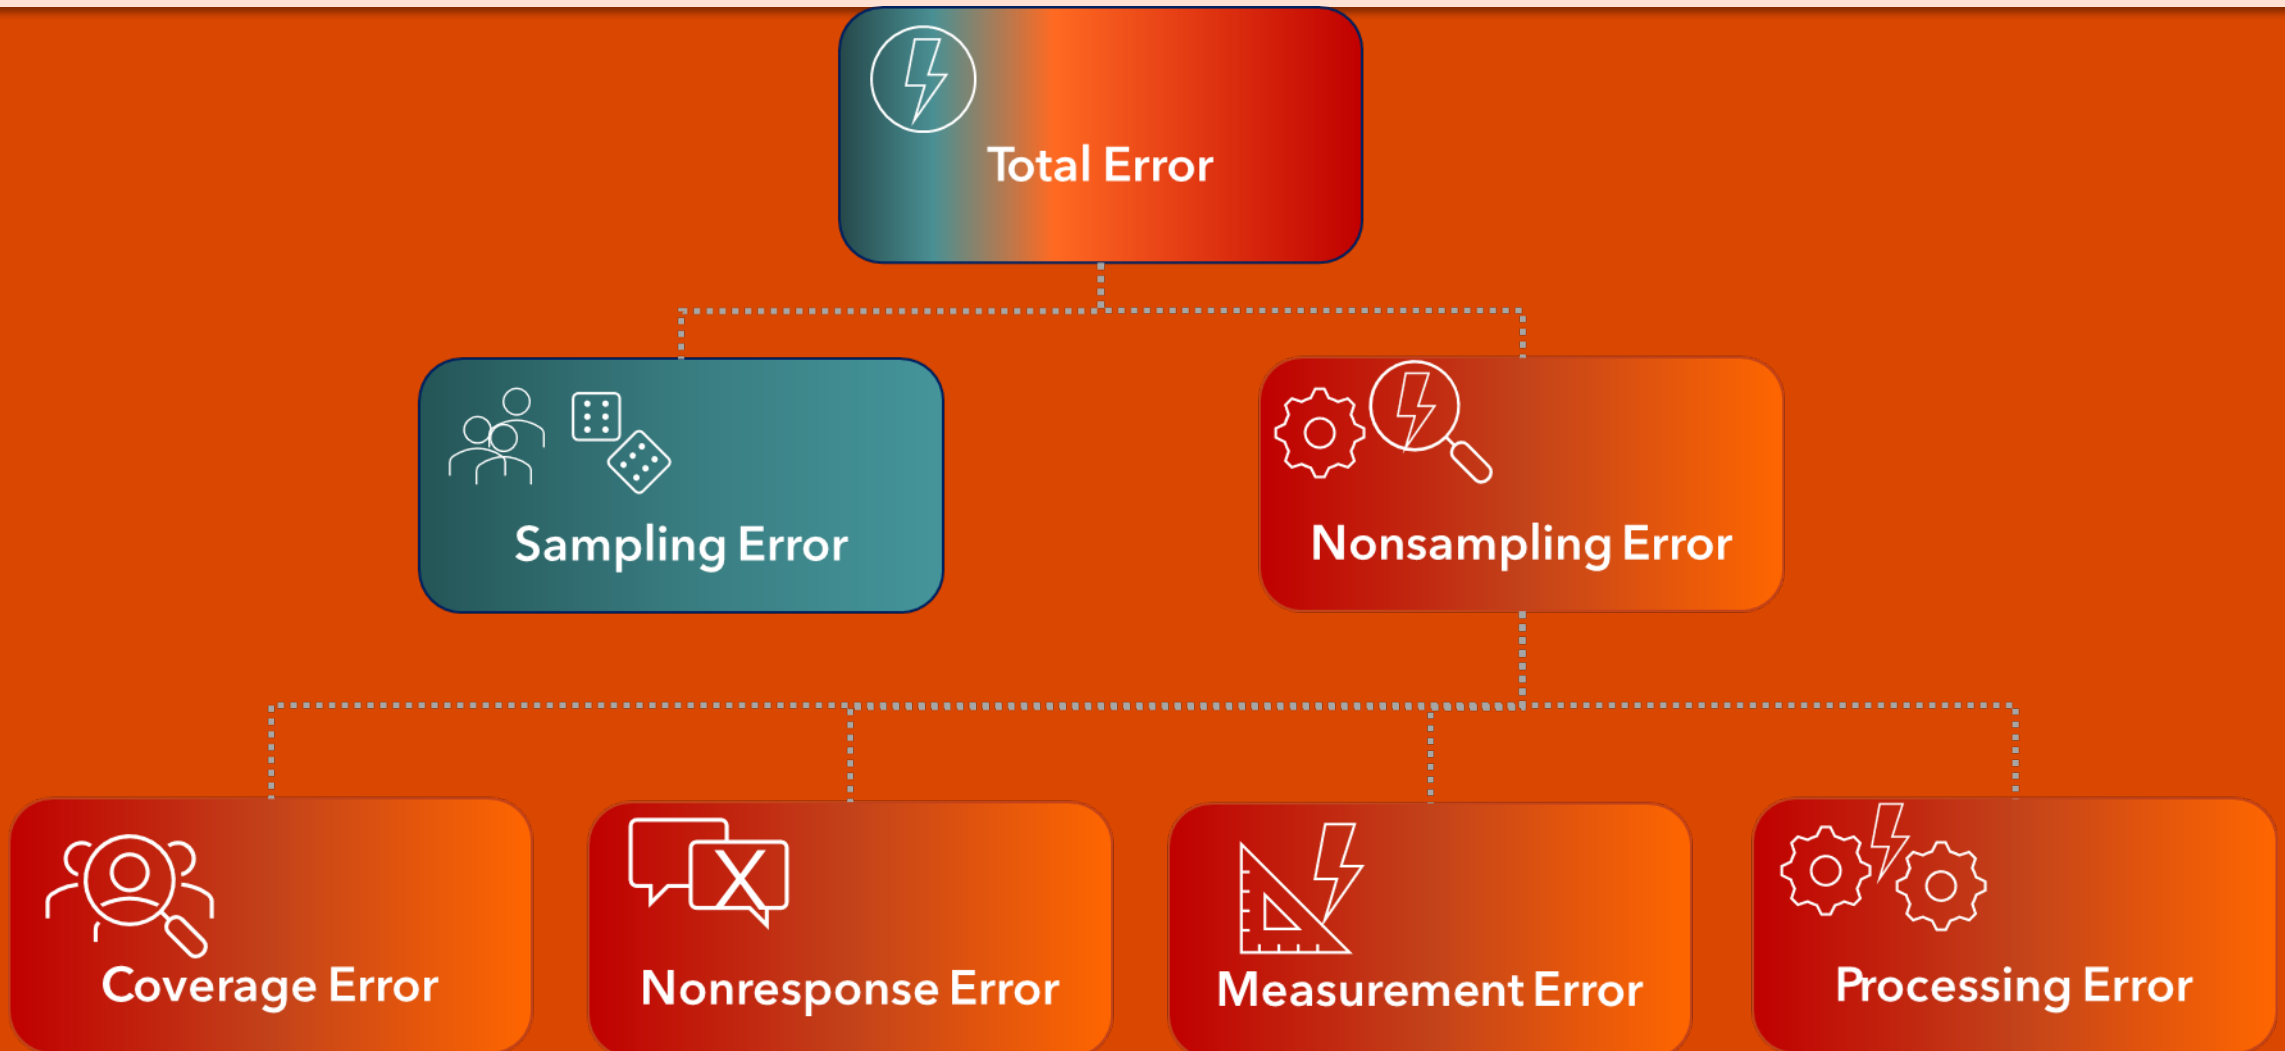 Total Error
Sampling Error
Nonsampling Error
Coverage Error
Nonresponse Error
Measurement Error
Processing Error